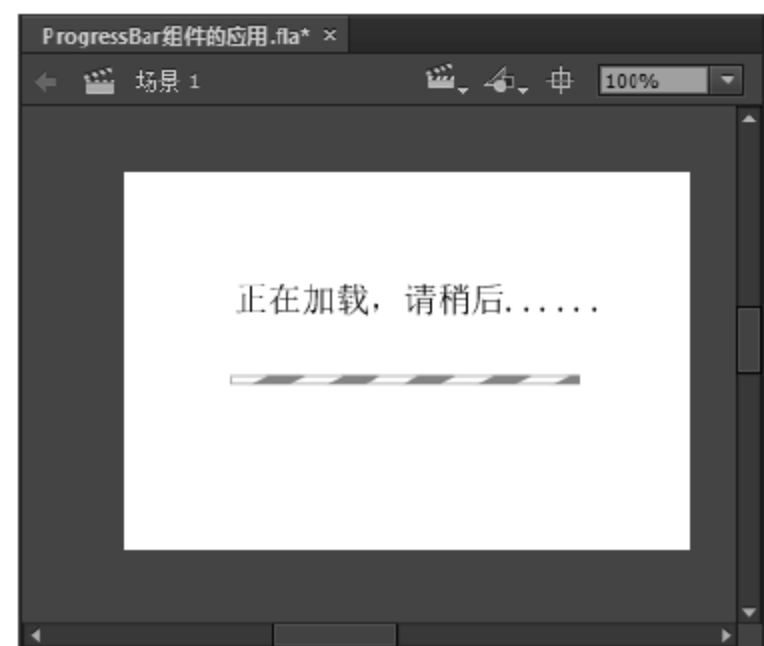 ProgressBar组件的应用.fla* ×
场景 1
100%
正在加载，请稍后......